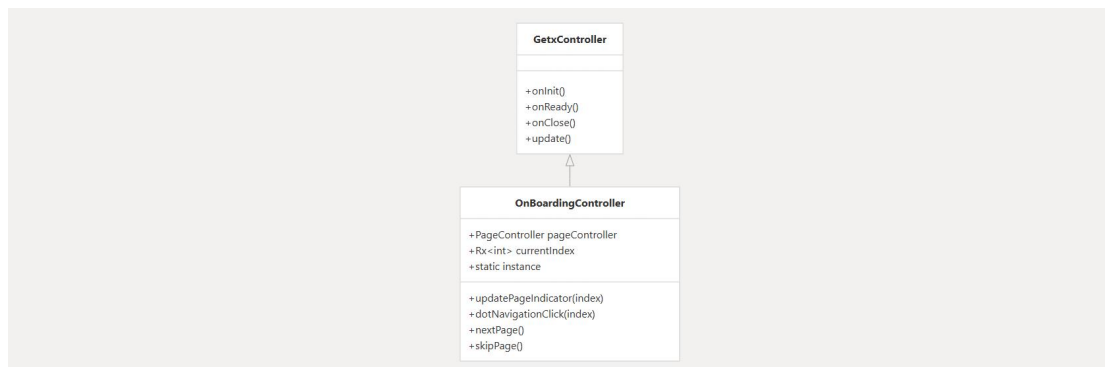 GetxController
+onInit()
+onReady()
+onClose()
+update()
OnBoardingController
+PageController pageController
+Rx<int> currentIndex
+static instance
+updatePageIndicator(index)
+dotNavigationClick(index)
+nextPage()
+skipPage()